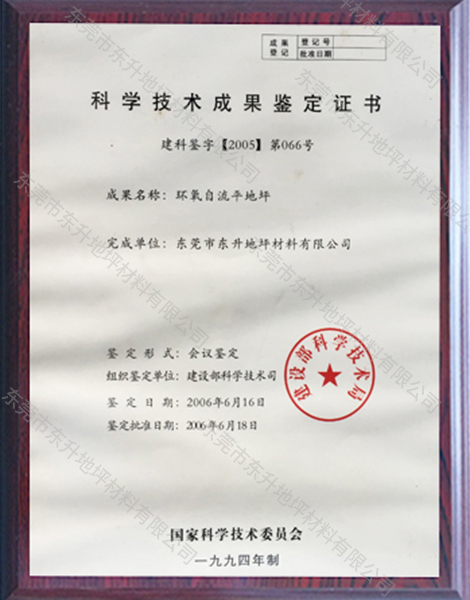 成果登记 登记号
批准日期
科学技术成果鉴定证书
建科鉴字【2005】第066号
成果名称：环氧自流平地坪
完成单位：东莞市东升地坪材料有限公司
鉴定形式：会议鉴定
组织鉴定单位：建设部科学技术司
鉴定日期：2006年6月16日
鉴定批准日期：2006年6月18日
建设部科学技术局
国家科学技术委员会
一九九四年制
东莞市东升地坪材料有限公司